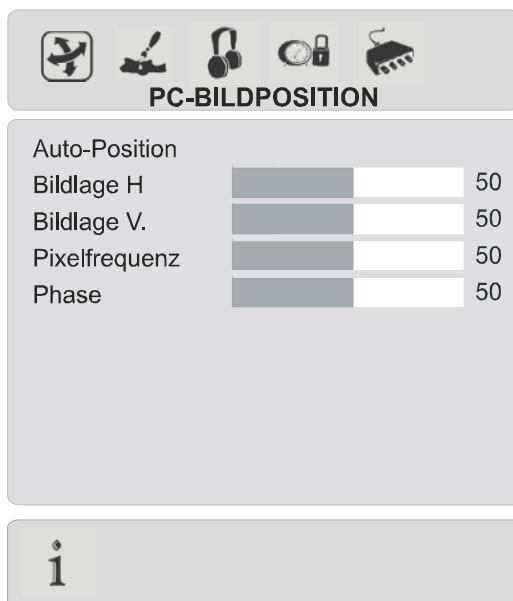 PC-BILDPOSITION
Auto-Position
Bildlage H 50
Bildlage V. 50
Pixelfrequenz 50
Phase 50
i